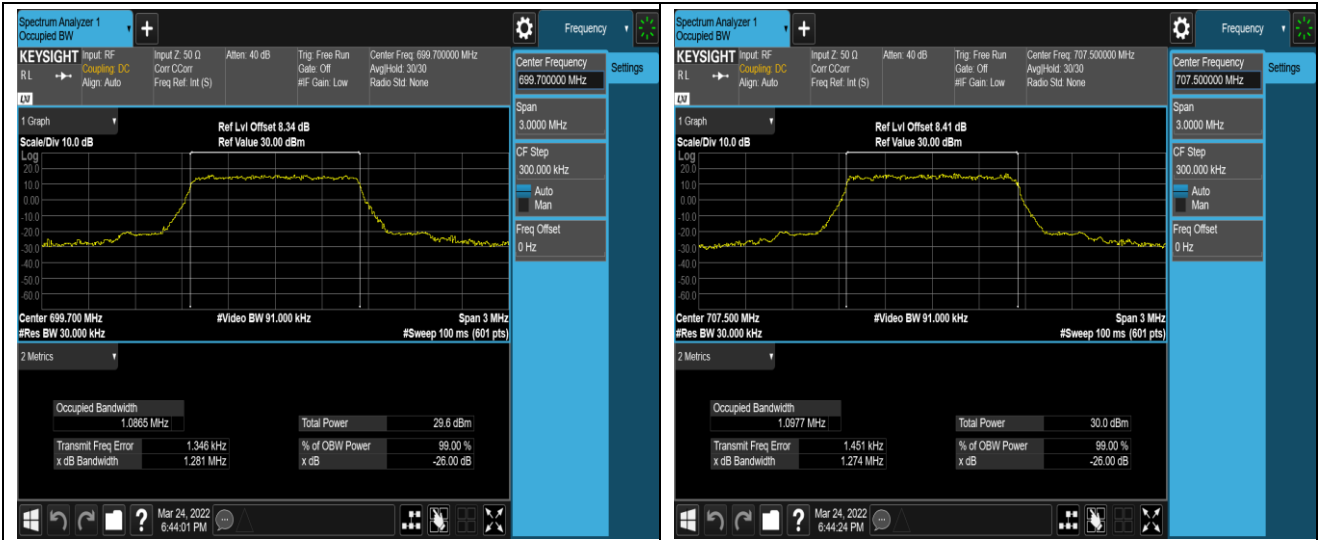 Spectrum Analyzer 1
Occupied BW
+
Frequency
KEYSIGHT
RL
LXI
Input: RF
Coupling: DC
Align: Auto
Input Z: 50 Ω
Corr CCorr
Freq Ref: Int (S)
Atten: 40 dB
Trig: Free Run
Gate: Off
#IF Gain: Low
Center Freq: 699.700000 MHz
Avg|Hold: 30/30
Radio Std: None
Center Frequency
699.700000 MHz
Settings
Span
3.0000 MHz
CF Step
300.000 kHz
Auto
Man
Freq Offset
0 Hz
1 Graph
Scale/Div 10.0 dB
Ref Lvl Offset 8.34 dB
Ref Value 30.00 dBm
Log
20.0
10.0
0.00
-10.0
-20.0
-30.0
-40.0
-50.0
-60.0
Center 699.700 MHz
#Video BW 91.000 kHz
Span 3 MHz
#Res BW 30.000 kHz
#Sweep 100 ms (601 pts)
2 Metrics
Occupied Bandwidth
1.0865 MHz
Total Power 29.6 dBm
Transmit Freq Error 1.346 kHz
% of OBW Power 99.00 %
x dB Bandwidth 1.281 MHz
x dB -26.00 dB
?
Mar 24, 2022
6:44:01 PM
Spectrum Analyzer 1
Occupied BW
+
Frequency
KEYSIGHT
RL
LXI
Input: RF
Coupling: DC
Align: Auto
Input Z: 50 Ω
Corr CCorr
Freq Ref: Int (S)
Atten: 40 dB
Trig: Free Run
Gate: Off
#IF Gain: Low
Center Freq: 707.500000 MHz
Avg|Hold: 30/30
Radio Std: None
Center Frequency
707.500000 MHz
Settings
Span
3.0000 MHz
CF Step
300.000 kHz
Auto
Man
Freq Offset
0 Hz
1 Graph
Scale/Div 10.0 dB
Ref Lvl Offset 8.41 dB
Ref Value 30.00 dBm
Log
20.0
10.0
0.00
-10.0
-20.0
-30.0
-40.0
-50.0
-60.0
Center 707.500 MHz
#Video BW 91.000 kHz
Span 3 MHz
#Res BW 30.000 kHz
#Sweep 100 ms (601 pts)
2 Metrics
Occupied Bandwidth
1.0977 MHz
Total Power 30.0 dBm
Transmit Freq Error 1.451 kHz
% of OBW Power 99.00 %
x dB Bandwidth 1.274 MHz
x dB -26.00 dB
?
Mar 24, 2022
6:44:24 PM